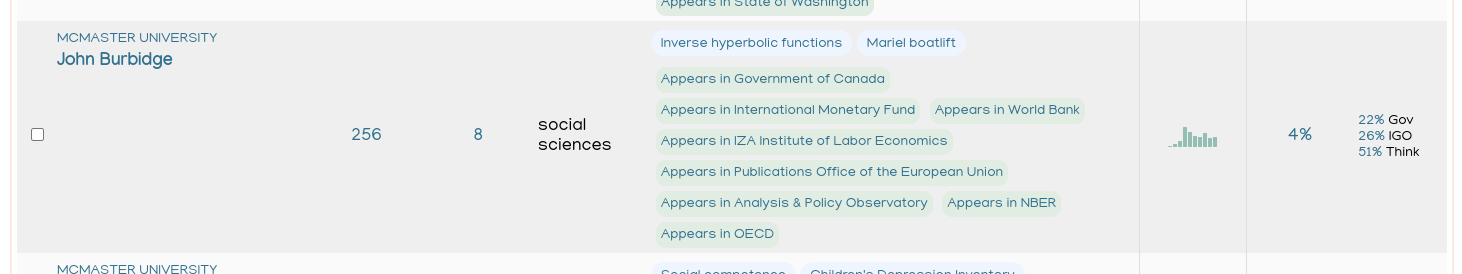 Appears in State of Washington
MCMASTER UNIVERSITY
John Burbidge
256
8
social
sciences
Inverse hyperbolic functions Mariel boatlift
Appears in Government of Canada
Appears in International Monetary Fund Appears in World Bank
Appears in IZA Institute of Labor Economics
Appears in Publications Office of the European Union
Appears in Analysis & Policy Observatory Appears in NBER
Appears in OECD
4%
22% Gov
26% IGO
51% Think
MCMASTER UNIVERSITY
Social competence Children's Depression Inventory